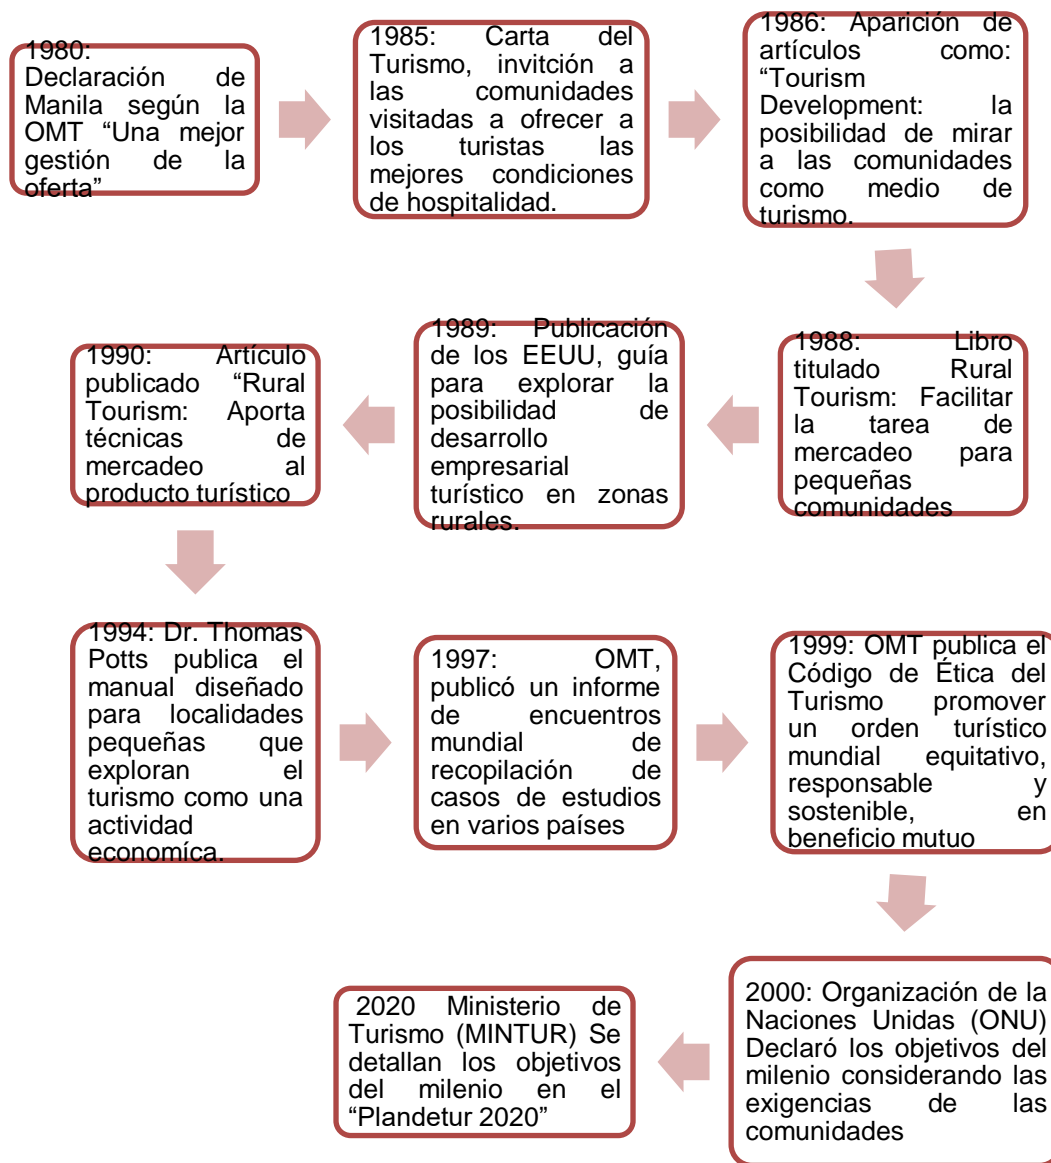 1980:
Declaración de
Manila según la
OMT “Una mejor
gestión de la
oferta”
1985: Carta del
Turismo, invitción a
las comunidades
visitadas a ofrecer a
los turistas las
mejores condiciones
de hospitalidad.
1986: Aparición de
artículos como:
“Tourism
Development: la
posibilidad de mirar
a las comunidades
como medio de
turismo.
1988: Libro
titulado Rural
Tourism: Facilitar
la tarea de
mercadeo para
pequeñas
comunidades
1989: Publicación
de los EEUU, guía
para explorar la
posibilidad de
desarrollo
empresarial
turístico en zonas
rurales.
1990: Artículo
publicado “Rural
Tourism: Aporta
técnicas de
mercadeo al
producto turístico
1994: Dr. Thomas
Potts publica el
manual diseñado
para localidades
pequeñas que
exploran el
turismo como una
actividad
economíca.
1997: OMT,
publicó un informe
de encuentros
mundial de
recopilación de
casos de estudios
en varios países
1999: OMT publica el
Código de Ética del
Turismo promover
un orden turístico
mundial equitativo,
responsable y
sostenible, en
beneficio mutuo
2000: Organización de la
Naciones Unidas (ONU)
Declaró los objetivos del
milenio considerando las
exigencias de las
comunidades
2020 Ministerio de
Turismo (MINTUR) Se
detallan los objetivos
del milenio en el
“Plandetur 2020”